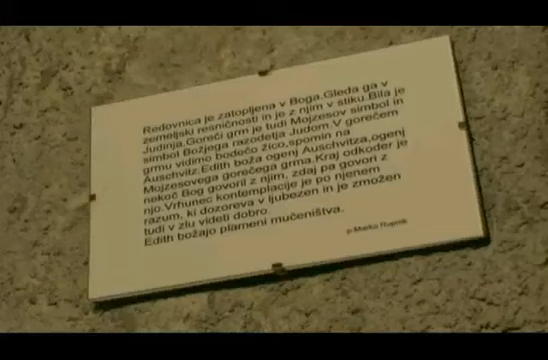 Redovnica je zatopljena v Boga.Gleda ga v
zemeljski resničnosti in je z njim v stiku.Bila je
Judinja.Goreči grm je tudi Mojzesov simbol in
simbol Božjega razodetja Judom.V gorečem
grmu vidimo bodečo žico,spomin na
Auschvitz.Edith boža ogenj Auschvitza,ogenj
Mojzesovega gorečega grma.Kraj odkoder je
nekoč Bog govoril z njim, zdaj pa govori z
njo.Vrhunec kontemplacije je po njenem
razum, ki dozoreva v ljubezen in je zmožen
tudi v zlu videti dobro.
Edith božajo plameni mučeništva.
p.Marko Rupnik